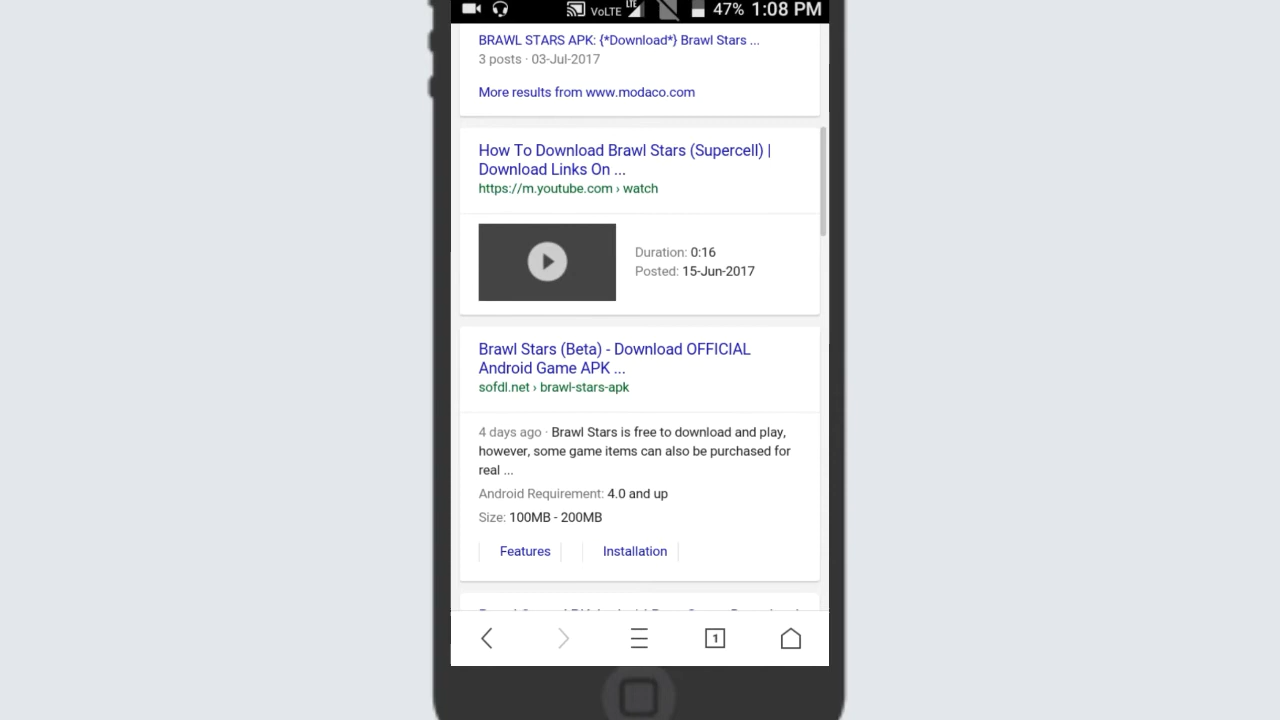 VoLTE LTE 47% 1:08 PM
BRAWL STARS APK: {*Download*} Brawl Stars ...
3 posts · 03-Jul-2017
More results from www.modaco.com
How To Download Brawl Stars (Supercell) |
Download Links On ...
https://m.youtube.com › watch
Duration: 0:16
Posted: 15-Jun-2017
Brawl Stars (Beta) - Download OFFICIAL
Android Game APK ...
sofdl.net › brawl-stars-apk
4 days ago · Brawl Stars is free to download and play,
however, some game items can also be purchased for
real ...
Android Requirement: 4.0 and up
Size: 100MB - 200MB
Features Installation
1